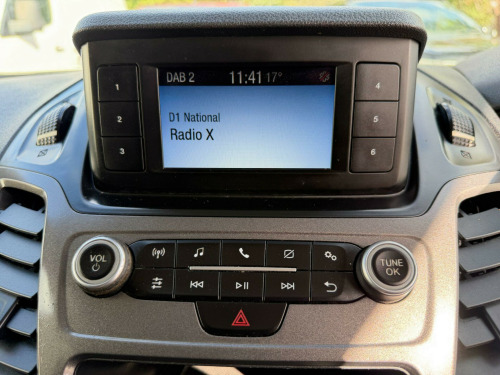 DAB 2 11:41 17°
D1 National
Radio X
1
2
3
4
5
6
VOL
TUNE
OK